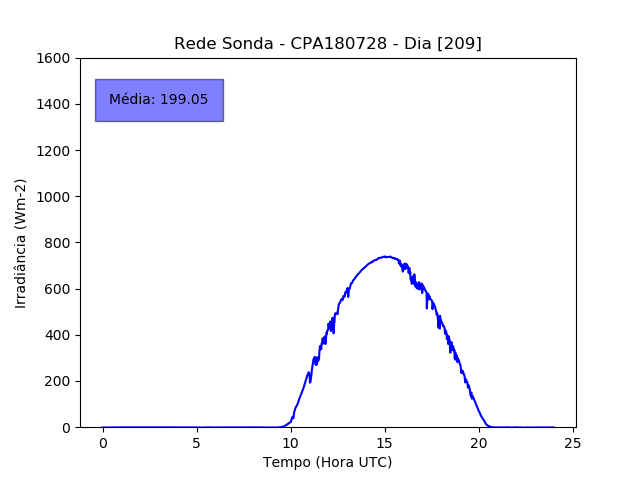 Rede Sonda - CPA180728 - Dia [209]
1600
1400
1200
1000
800
600
400
200
0
Média: 199.05
Irradiância (Wm-2)
0 5 10 15 20 25
Tempo (Hora UTC)